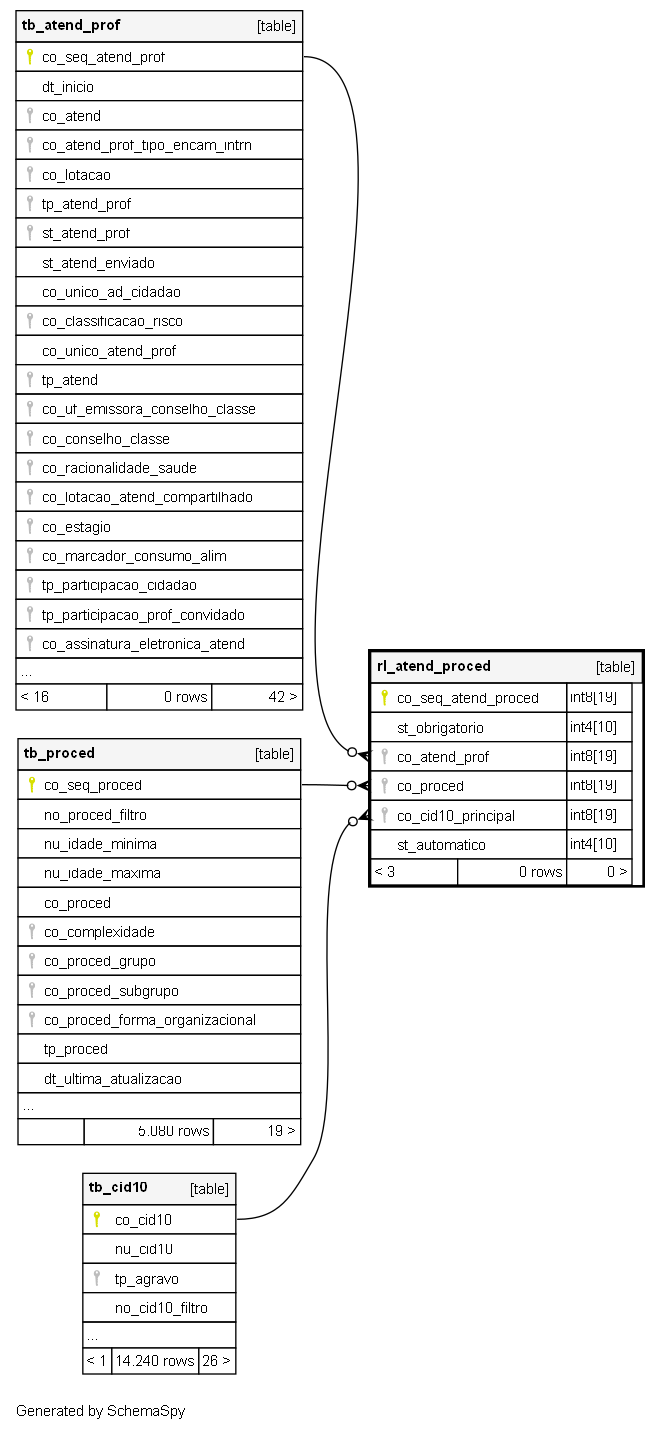 tb_atend_prof [table]
co_seq_atend_prof
dt_inicio
co_atend
co_atend_prof_tipo_encam_intrn
co_lotacao
tp_atend_prof
st_atend_prof
st_atend_enviado
co_unico_ad_cidadao
co_classificacao_risco
co_unico_atend_prof
tp_atend
co_uf_emissora_conselho_classe
co_conselho_classe
co_racionalidade_saude
co_lotacao_atend_compartilhado
co_estagio
co_marcador_consumo_alim
tp_participacao_cidadao
tp_participacao_prof_convidado
co_assinatura_eletronica_atend
...
< 16 0 rows 42 >
rl_atend_proced [table]
co_seq_atend_proced int8[19]
st_obrigatorio int4[10]
co_atend_prof int8[19]
co_proced int8[19]
co_cid10_principal int8[19]
st_automatico int4[10]
< 3 0 rows 0 >
tb_proced [table]
co_seq_proced
no_proced_filtro
nu_idade_minima
nu_idade_maxima
co_proced
co_complexidade
co_proced_grupo
co_proced_subgrupo
co_proced_forma_organizacional
tp_proced
dt_ultima_atualizacao
...
5.080 rows 19 >
tb_cid10 [table]
co_cid10
nu_cid10
tp_agravo
no_cid10_filtro
...
< 1 14.240 rows 26 >
Generated by SchemaSpy